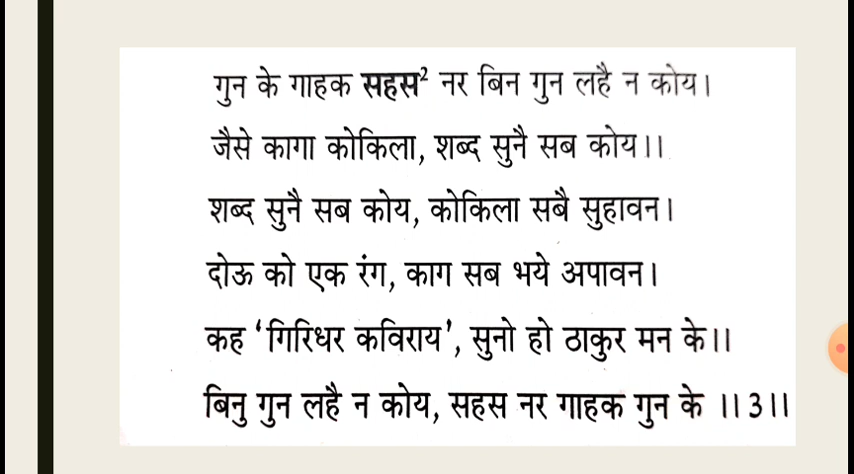 गुन के गाहक सहस² नर बिन गुन लहै न कोय।
जैसे कागा कोकिला, शब्द सुनै सब कोय।।
शब्द सुनै सब कोय, कोकिला सबै सुहावन।
दोऊ को एक रंग, काग सब भये अपावन।
कह 'गिरिधर कविराय', सुनो हो ठाकुर मन के।।
बिनु गुन लहै न कोय, सहस नर गाहक गुन के ।।3।।